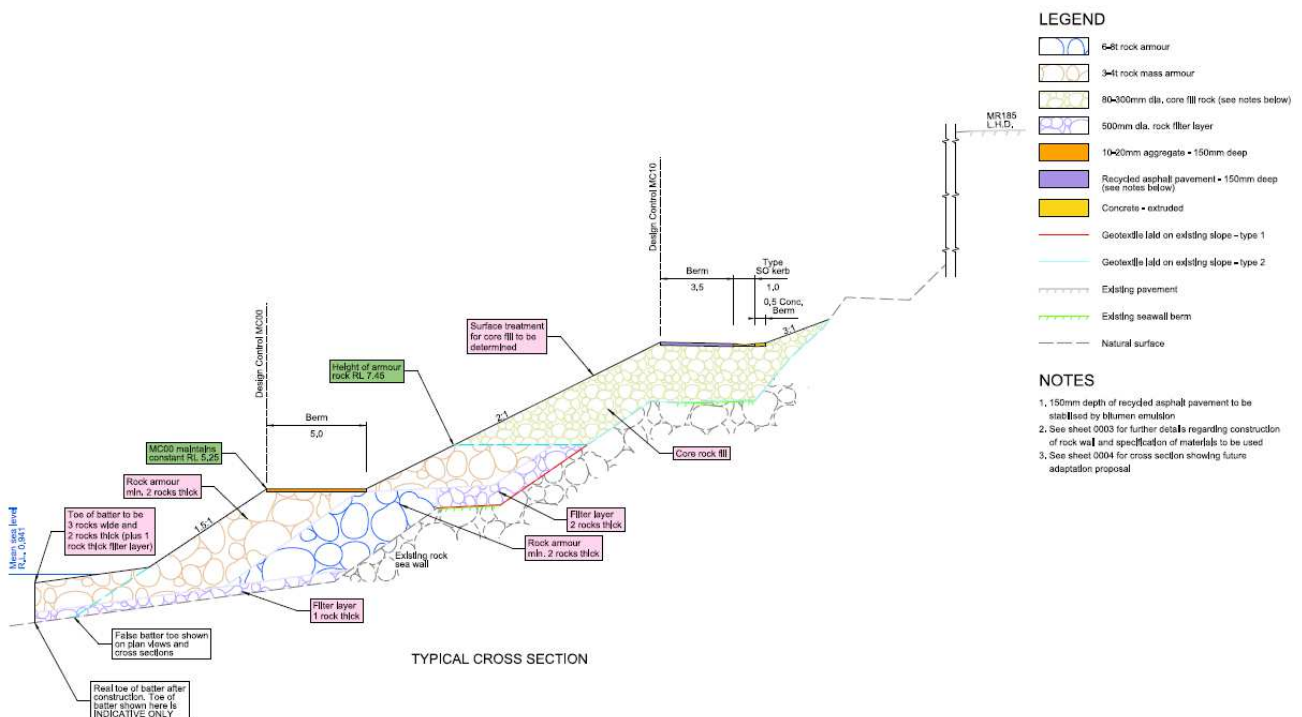 LEGEND
6-8t rock armour
3-4t rock mass armour
80-300mm dia. core fill rock (see notes below)
500mm dia. rock filter layer
10-20mm aggregate - 150mm deep
Recycled asphalt pavement - 150mm deep
(see notes below)
Concrete - extruded
Geotextile laid on existing slope - type 1
Geotextile laid on existing slope - type 2
Existing pavement
Existing seawall berm
Natural surface
NOTES
1. 150mm depth of recycled asphalt pavement to be
stabilised by bitumen emulsion
2. See sheet 0003 for further details regarding construction
of rock wall and specification of materials to be used
3. See sheet 0004 for cross section showing future
adaptation proposal
MR185
L.H.D.
Design Control MC10
Berm
3.5
Type
SO kerb
1.0
0.5 Conc.
Berm
3:1
Surface treatment
for core fill to be
determined
Design Control MC00
Height of armour
rock RL 7.45
2:1
Berm
5.0
MC00 maintains
constant RL 5.25
Core rock fill
Rock armour
min. 2 rocks thick
1.5:1
Toe of batter to be
3 rocks wide and
2 rocks thick (plus 1
rock thick filter layer)
Mean sea level
R.L. 0.941
Filter layer
2 rocks thick
Rock armour
min. 2 rocks thick
Existing rock
sea wall
Filter layer
1 rock thick
False batter toe shown
on plan views and
cross sections
TYPICAL CROSS SECTION
Real toe of batter after
construction. Toe of
batter shown here is
INDICATIVE ONLY